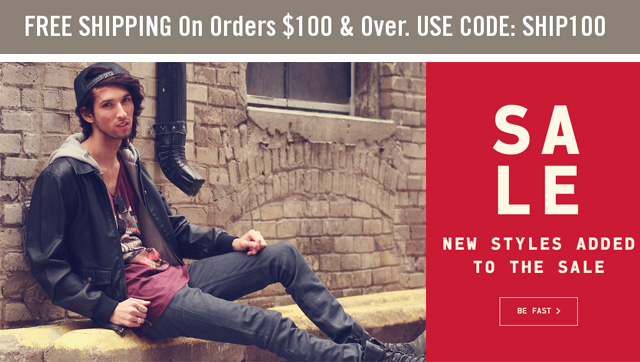 FREE SHIPPING On Orders $100 & Over. USE CODE: SHIP100
SA
LE
NEW STYLES ADDED
TO THE SALE
BE FAST >